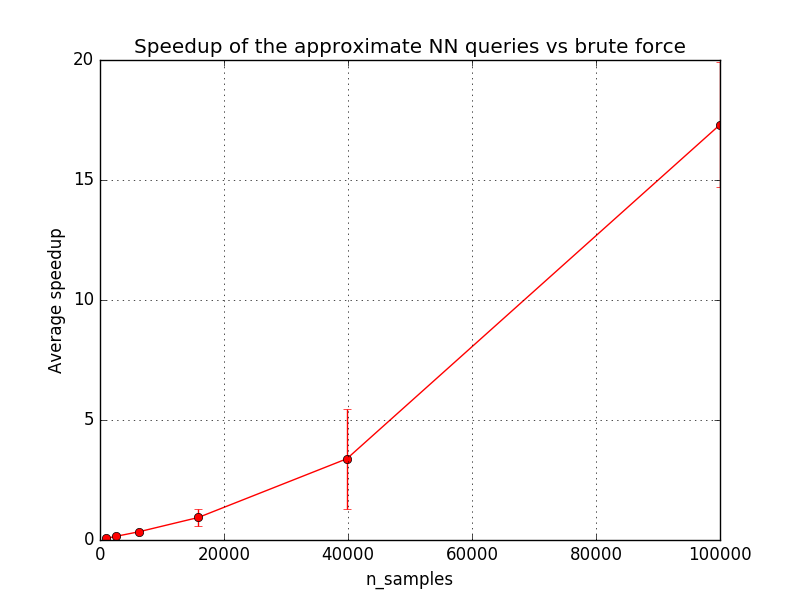 Speedup of the approximate NN queries vs brute force
20
15
10
5
0
Average speedup
0 20000 40000 60000 80000 100000
n_samples